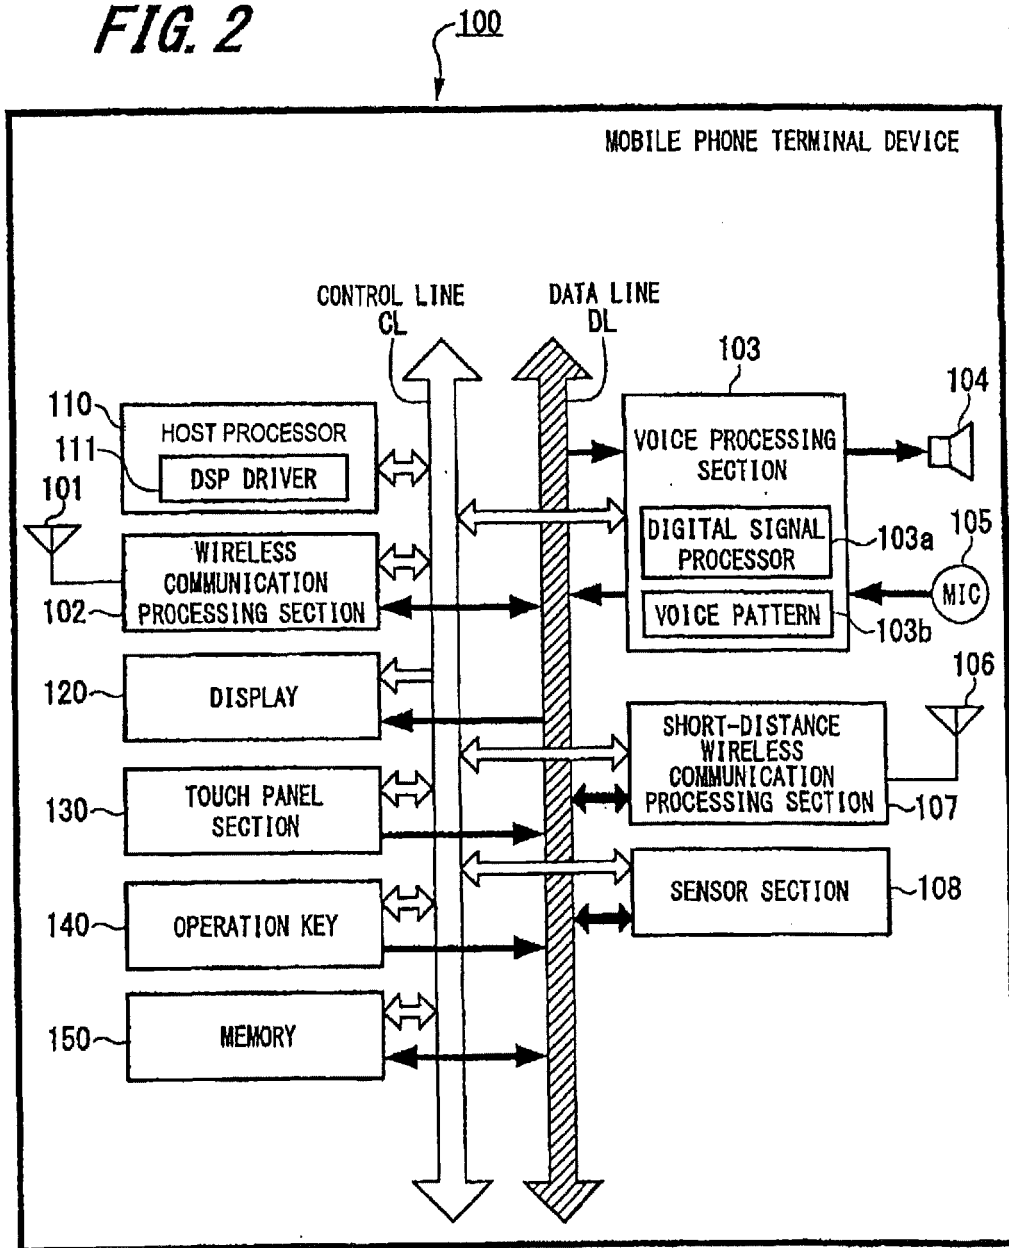 FIG. 2
100
MOBILE PHONE TERMINAL DEVICE
CONTROL LINE
CL
DATA LINE
DL
110
HOST PROCESSOR
111
DSP DRIVER
101
WIRELESS
COMMUNICATION
PROCESSING SECTION
102
120
DISPLAY
130
TOUCH PANEL
SECTION
140
OPERATION KEY
150
MEMORY
103
VOICE PROCESSING
SECTION
104
DIGITAL SIGNAL
PROCESSOR
103a
105
MIC
VOICE PATTERN
103b
106
SHORT-DISTANCE
WIRELESS
COMMUNICATION
PROCESSING SECTION
107
SENSOR SECTION
108